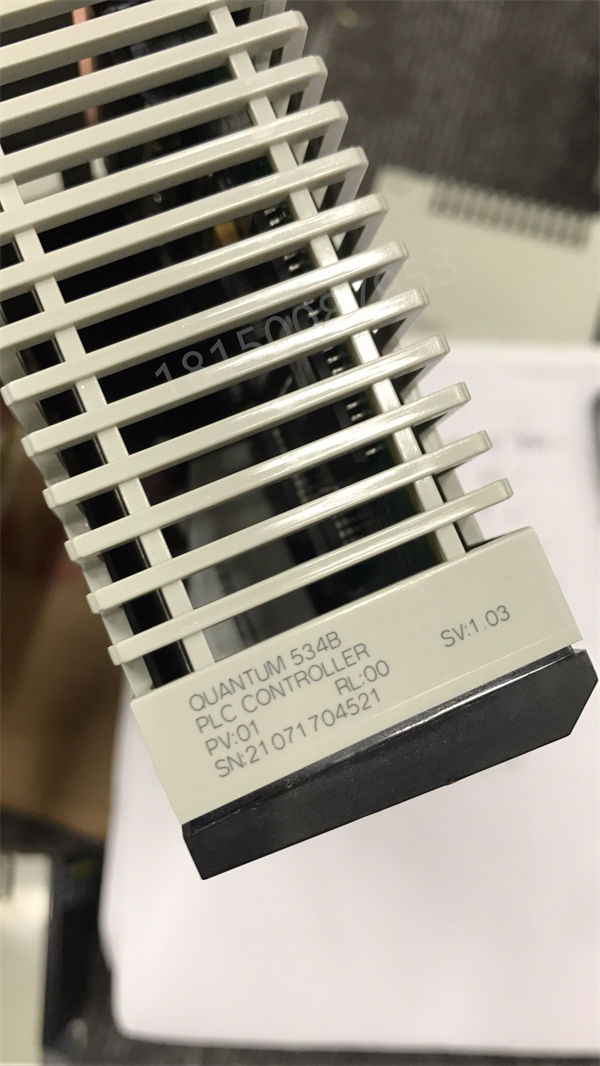 QUANTUM 534B
PLC CONTROLLER
PV:01 RL:00 SV:1.03
SN:21071704521